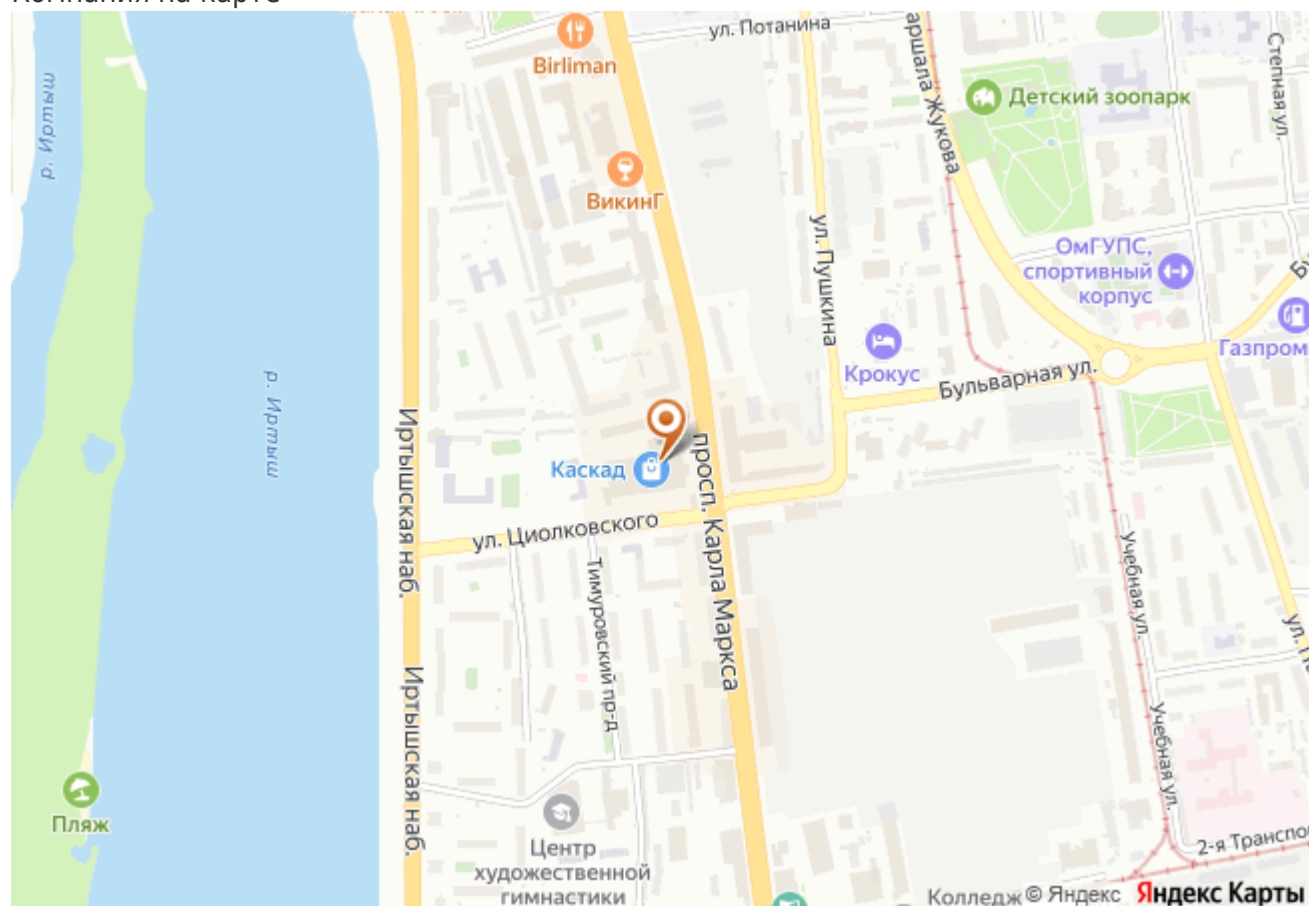 ул. Потанина
Birliman
Степная ул.
р. Иртыш
Детский зоопарк
Маршала Жукова
ВикинГ
ул. Пушкина
ОмГУПС,
спортивный
корпус
Газпром
Крокус
Бульварная ул.
р. Иртыш
Иртышская наб.
просп. Карла Маркса
Каскад
ул. Циолковского
Тимуровский пр-д
Учебная ул.
Иртышская наб.
Учебная ул.
Пляж
Центр
художественной
гимнастики
2-я Транспо
Колледж
© Яндекс Яндекс Карты